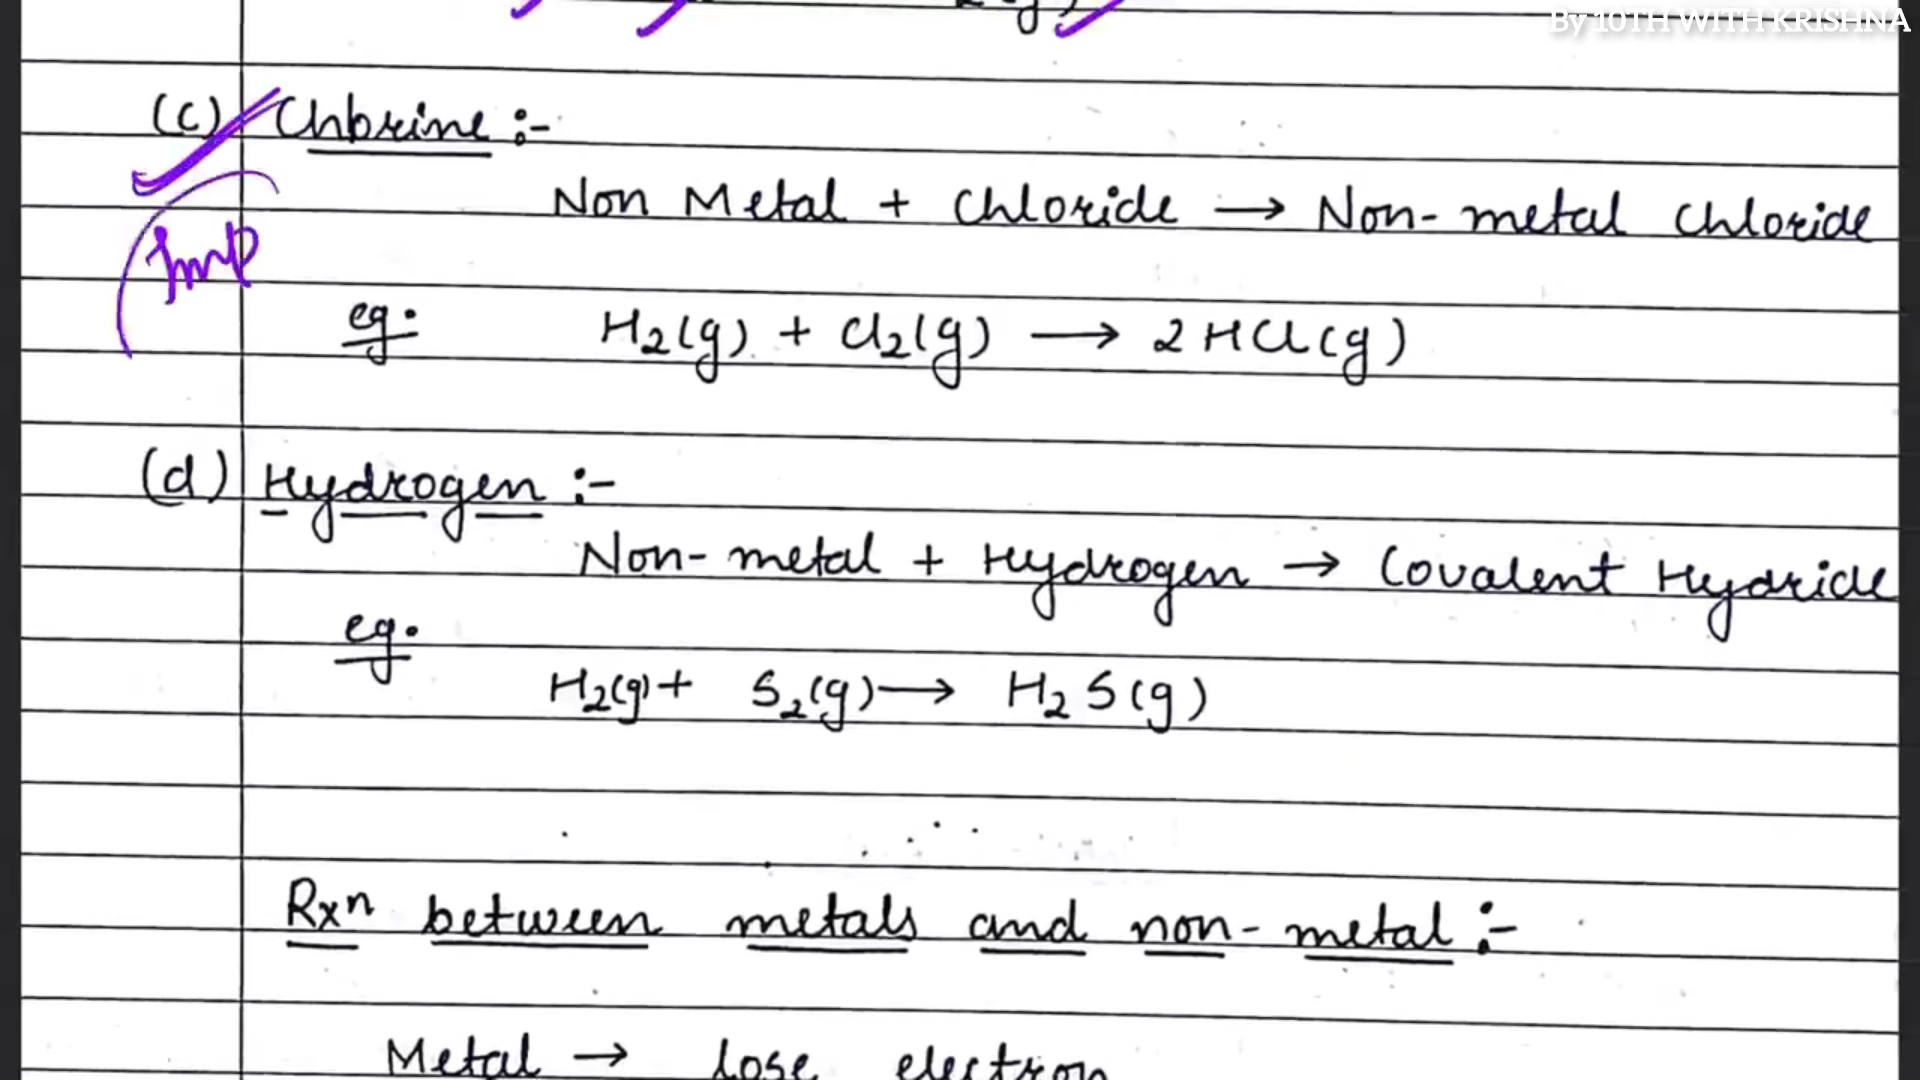 By 10TH WITH KRISHNA
(c) Chlorine :-
Non Metal + Chloride → Non-metal Chloride
Imp
eg. H₂(g) + Cl₂(g) → 2HCl(g)
(d) Hydrogen :-
Non-metal + Hydrogen → Covalent Hydride
eg.
H₂(g) + S₂(g) → H₂S(g)
Rxn between metals and non-metal :-
Metal → lose electron